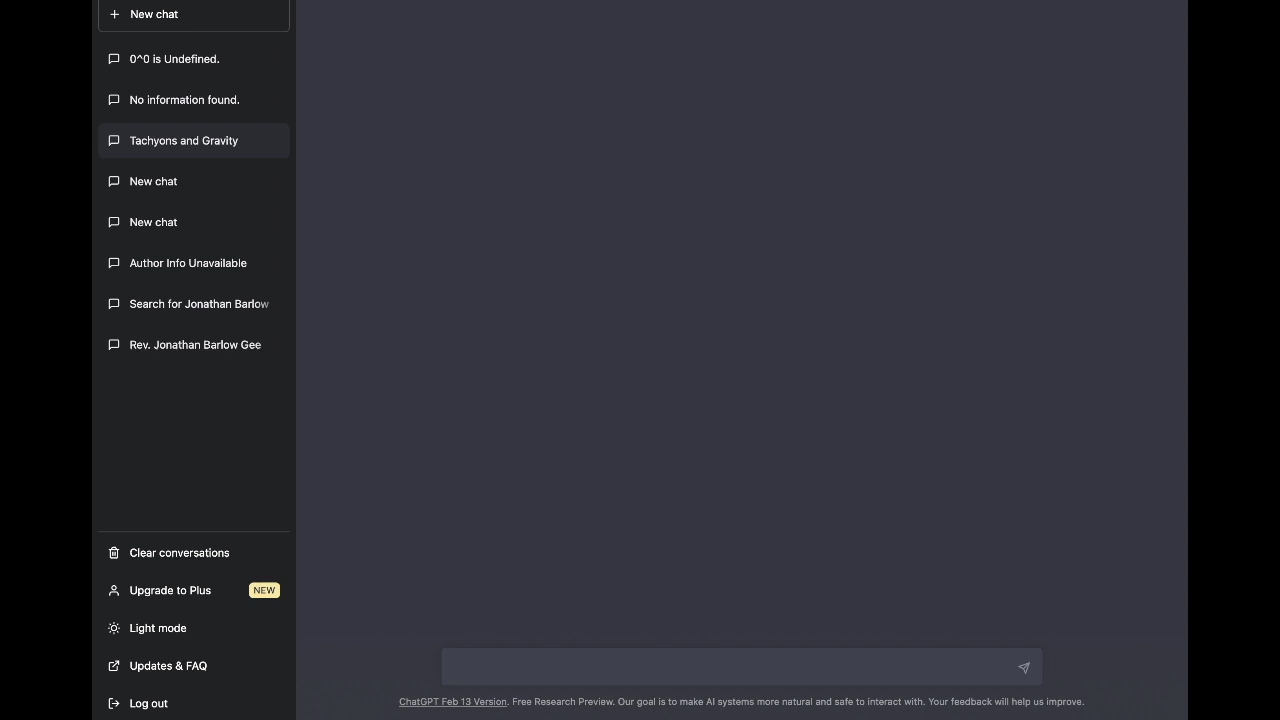 New chat
0^0 is Undefined.
No information found.
Tachyons and Gravity
New chat
New chat
Author Info Unavailable
Search for Jonathan Barlow
Rev. Jonathan Barlow Gee
Clear conversations
Upgrade to Plus NEW
Light mode
Updates & FAQ
Log out
ChatGPT Feb 13 Version. Free Research Preview. Our goal is to make AI systems more natural and safe to interact with. Your feedback will help us improve.